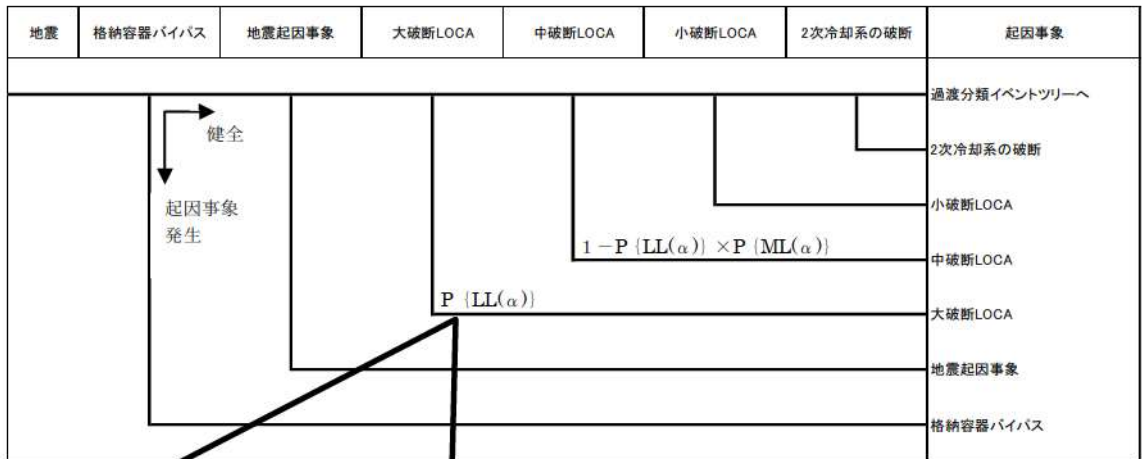 地震 格納容器バイパス 地震起因事象 大破断LOCA 中破断LOCA 小破断LOCA 2次冷却系の破断 起因事象
過渡分類イベントツリーへ
健全
2次冷却系の破断
起因事象
発生
小破断LOCA
1-P{LL(α)}×P{ML(α)}
中破断LOCA
P{LL(α)}
大破断LOCA
地震起因事象
格納容器バイパス